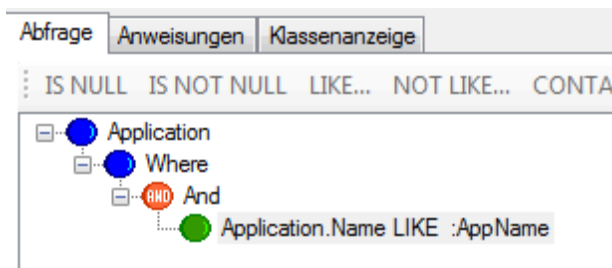 Abfrage Anweisungen Klassenanzeige
IS NULL IS NOT NULL LIKE... NOT LIKE... CONTA
Application
Where
AND And
Application.Name LIKE :AppName